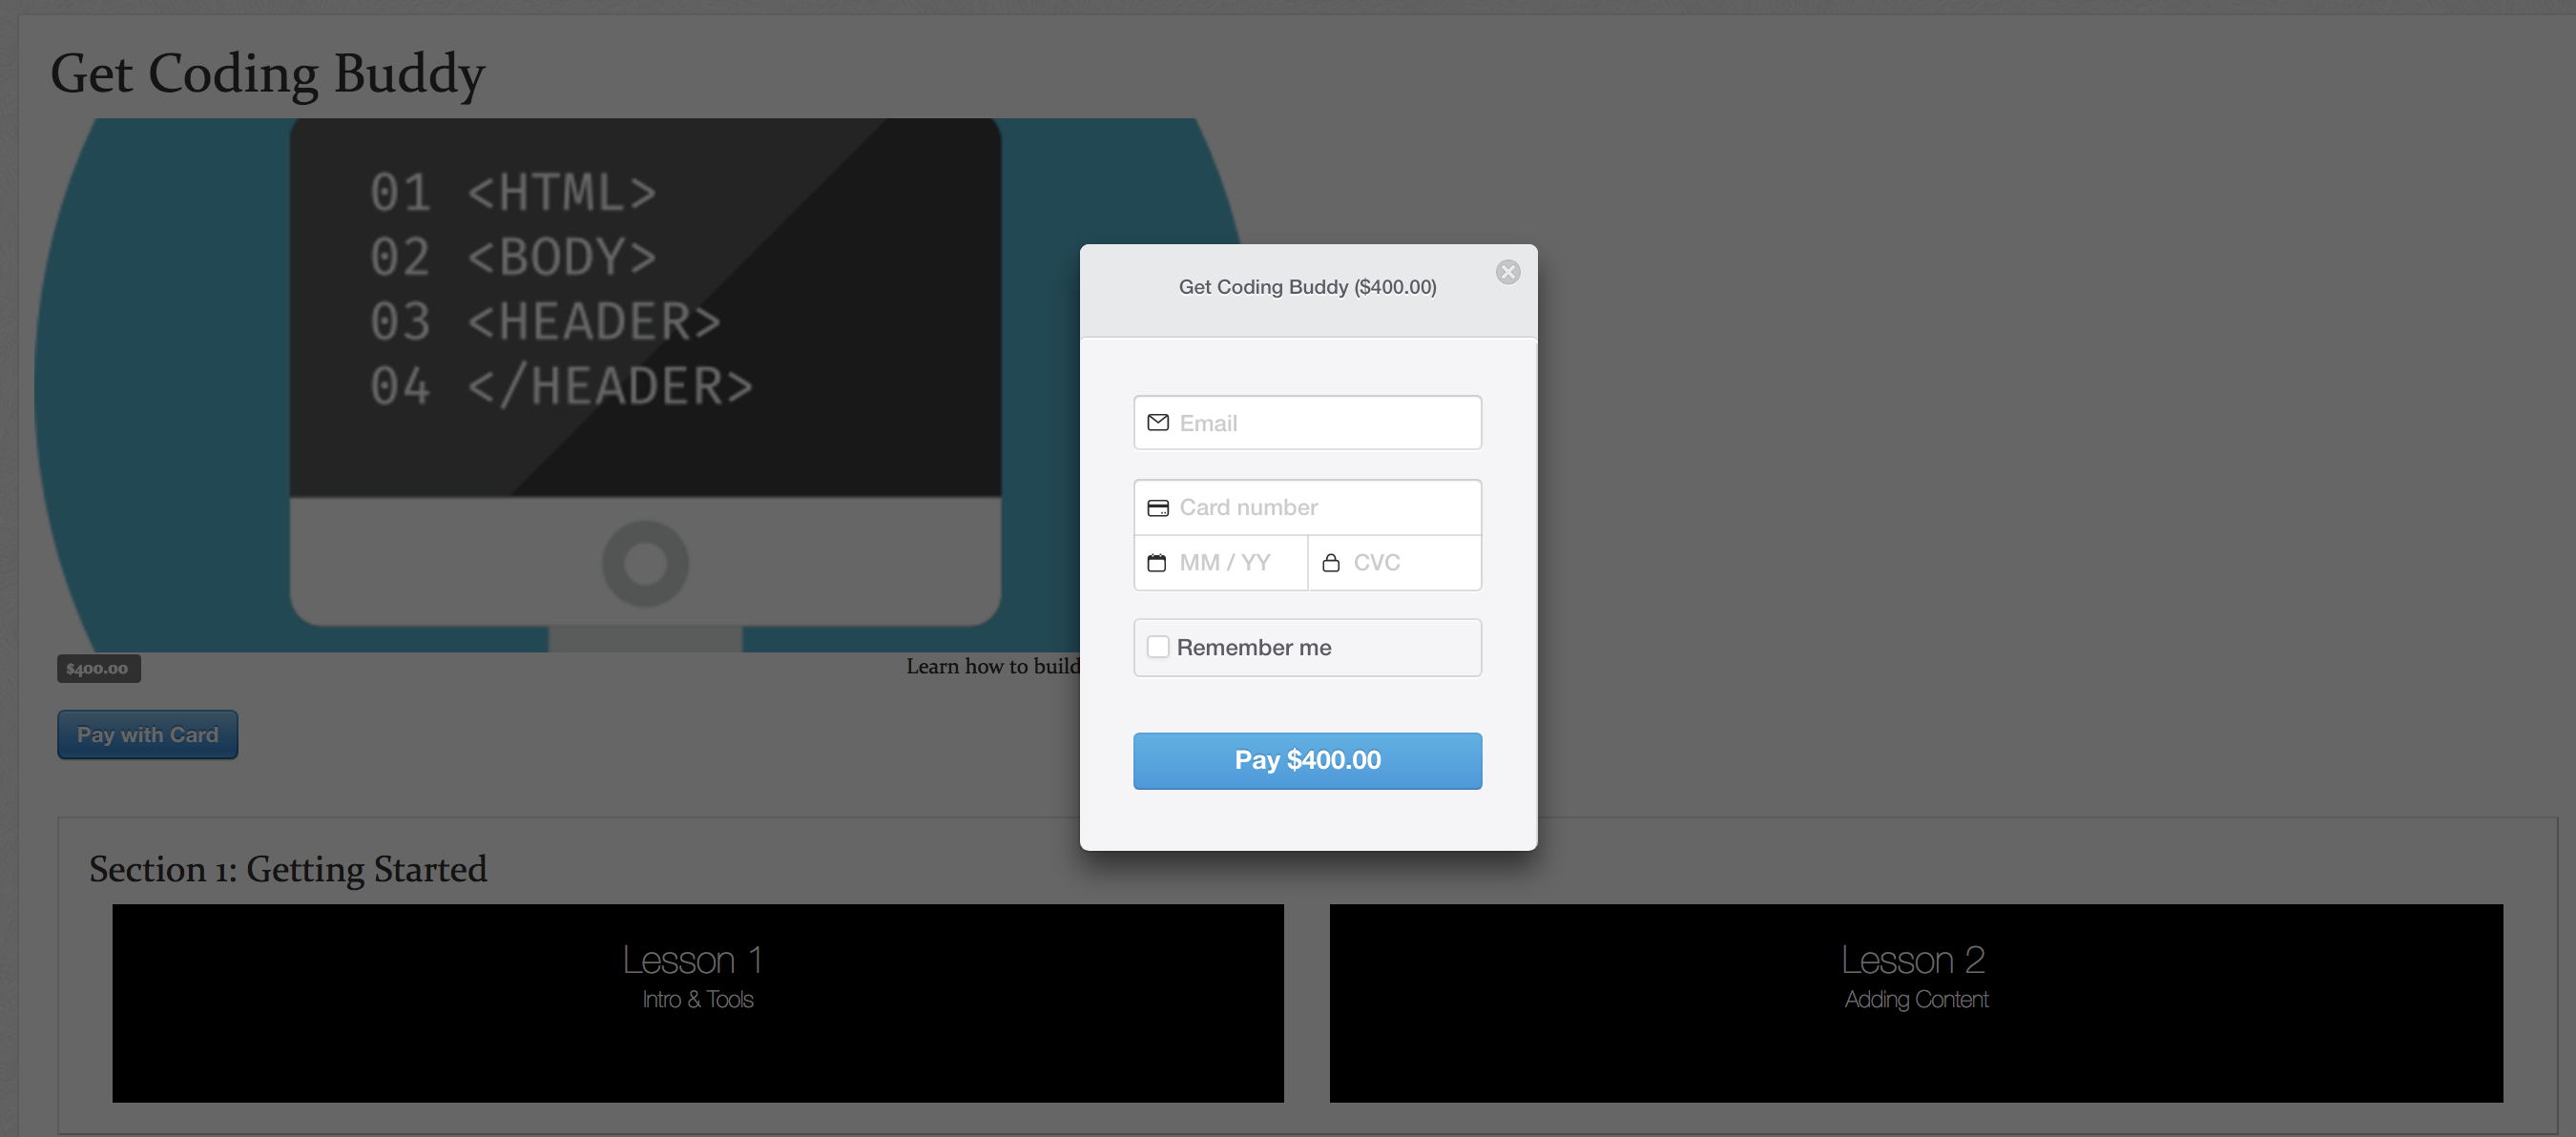 Get Coding Buddy
01 <HTML>
02 <BODY>
03 <HEADER>
04 </HEADER>
Get Coding Buddy ($400.00)
Email
Card number
MM / YY CVC
Remember me
Pay $400.00
$400.00 Learn how to build
Pay with Card
Section 1: Getting Started
Lesson 1
Intro & Tools
Lesson 2
Adding Content